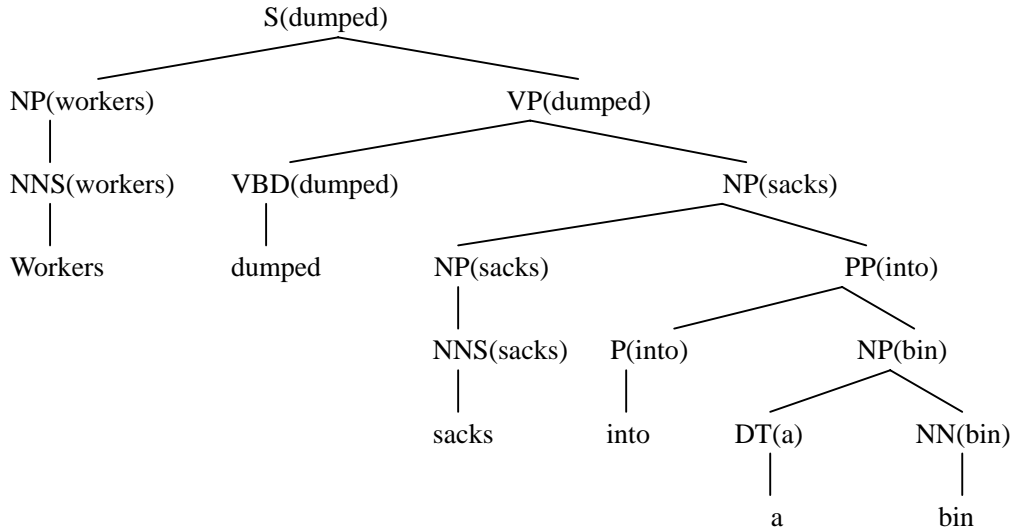 S(dumped)
NP(workers) VP(dumped)
NNS(workers) VBD(dumped) NP(sacks)
Workers dumped NP(sacks) PP(into)
NNS(sacks) P(into) NP(bin)
sacks into DT(a) NN(bin)
a bin